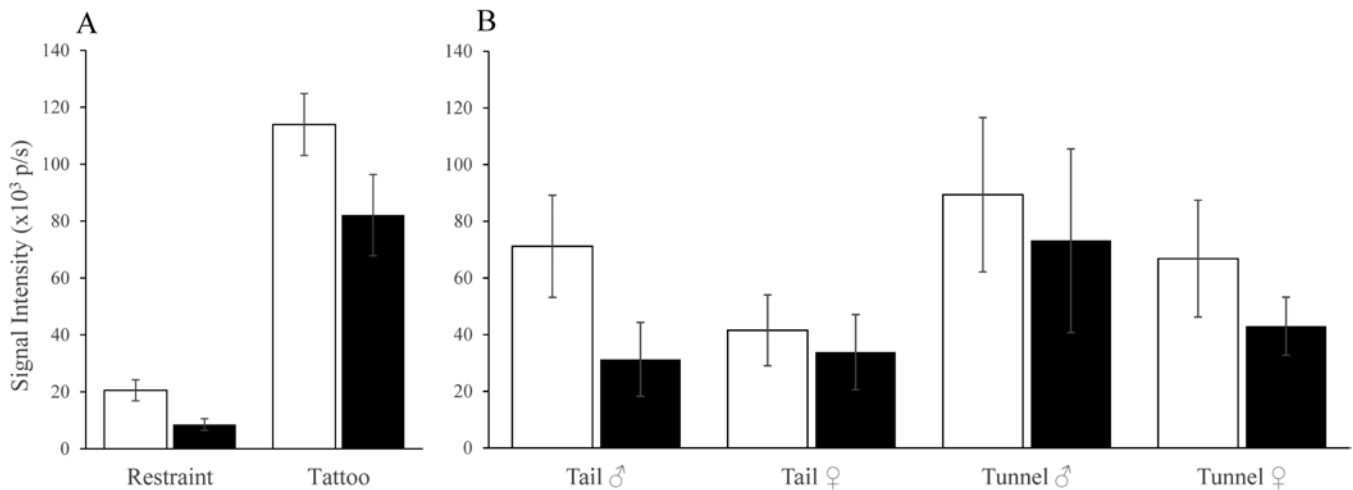 A
B
Signal Intensity (x10³ p/s)
140
120
100
80
60
40
20
0
Restraint
Tattoo
140
120
100
80
60
40
20
0
Tail ♂
Tail ♀
Tunnel ♂
Tunnel ♀